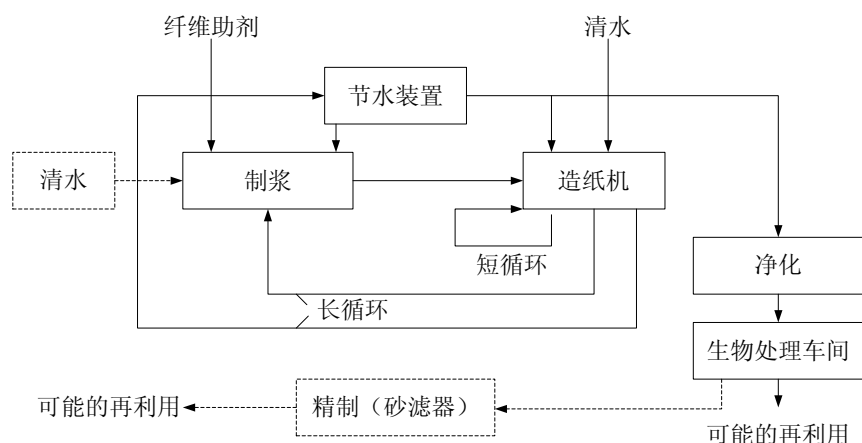 纤维助剂
清水
节水装置
清水
制浆
造纸机
短循环
净化
长循环
生物处理车间
可能的再利用
精制（砂滤器）
可能的再利用